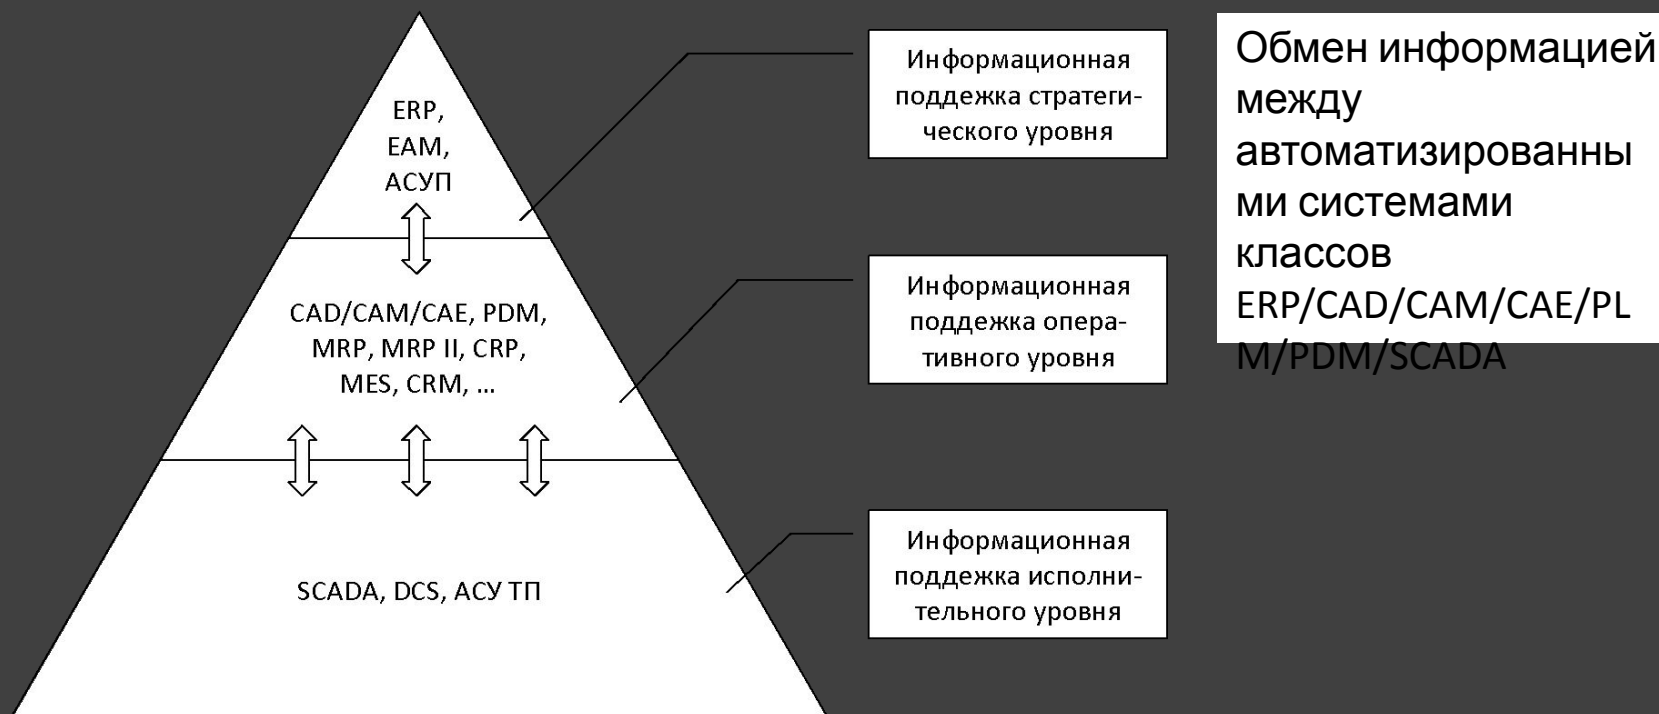 ERP,
EAM,
АСУП
CAD/CAM/CAE, PDM,
MRP, MRP II, CRP,
MES, CRM, ...
SCADA, DCS, АСУ ТП
Информационная
поддежка стратеги-
ческого уровня
Информационная
поддежка опера-
тивного уровня
Информационная
поддежка исполни-
тельного уровня
Обмен информацией
между
автоматизированны
ми системами
классов
ERP/CAD/CAM/CAE/PL
M/PDM/SCADA